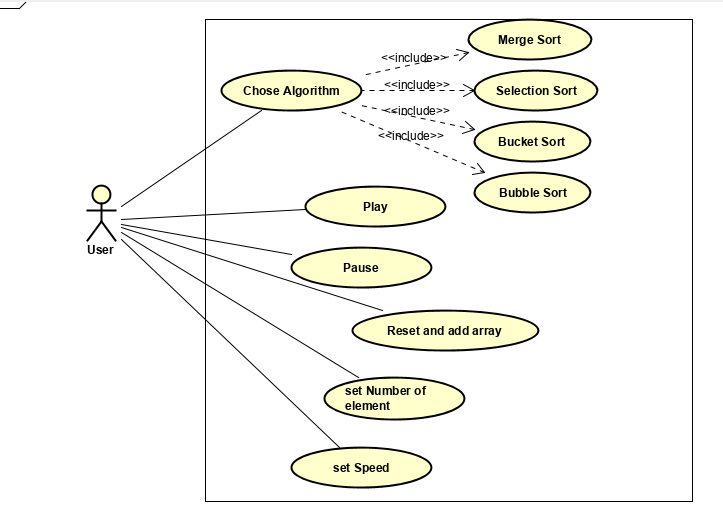 Merge Sort
<<include>>
Chose Algorithm
<<include>>
Selection Sort
<<include>>
Bucket Sort
<<include>>
Bubble Sort
Play
User
Pause
Reset and add array
set Number of
element
set Speed